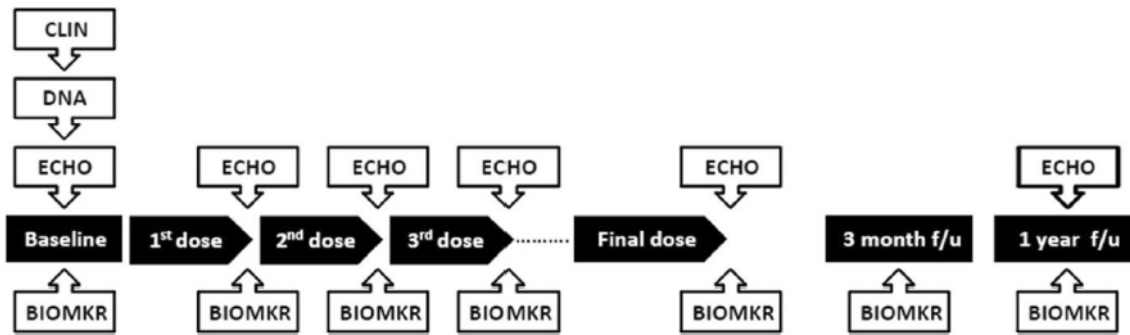 CLIN
DNA
ECHO ECHO ECHO ECHO ECHO ECHO
Baseline 1st dose 2nd dose 3rd dose .......... Final dose 3 month f/u 1 year f/u
BIOMKR BIOMKR BIOMKR BIOMKR BIOMKR BIOMKR BIOMKR